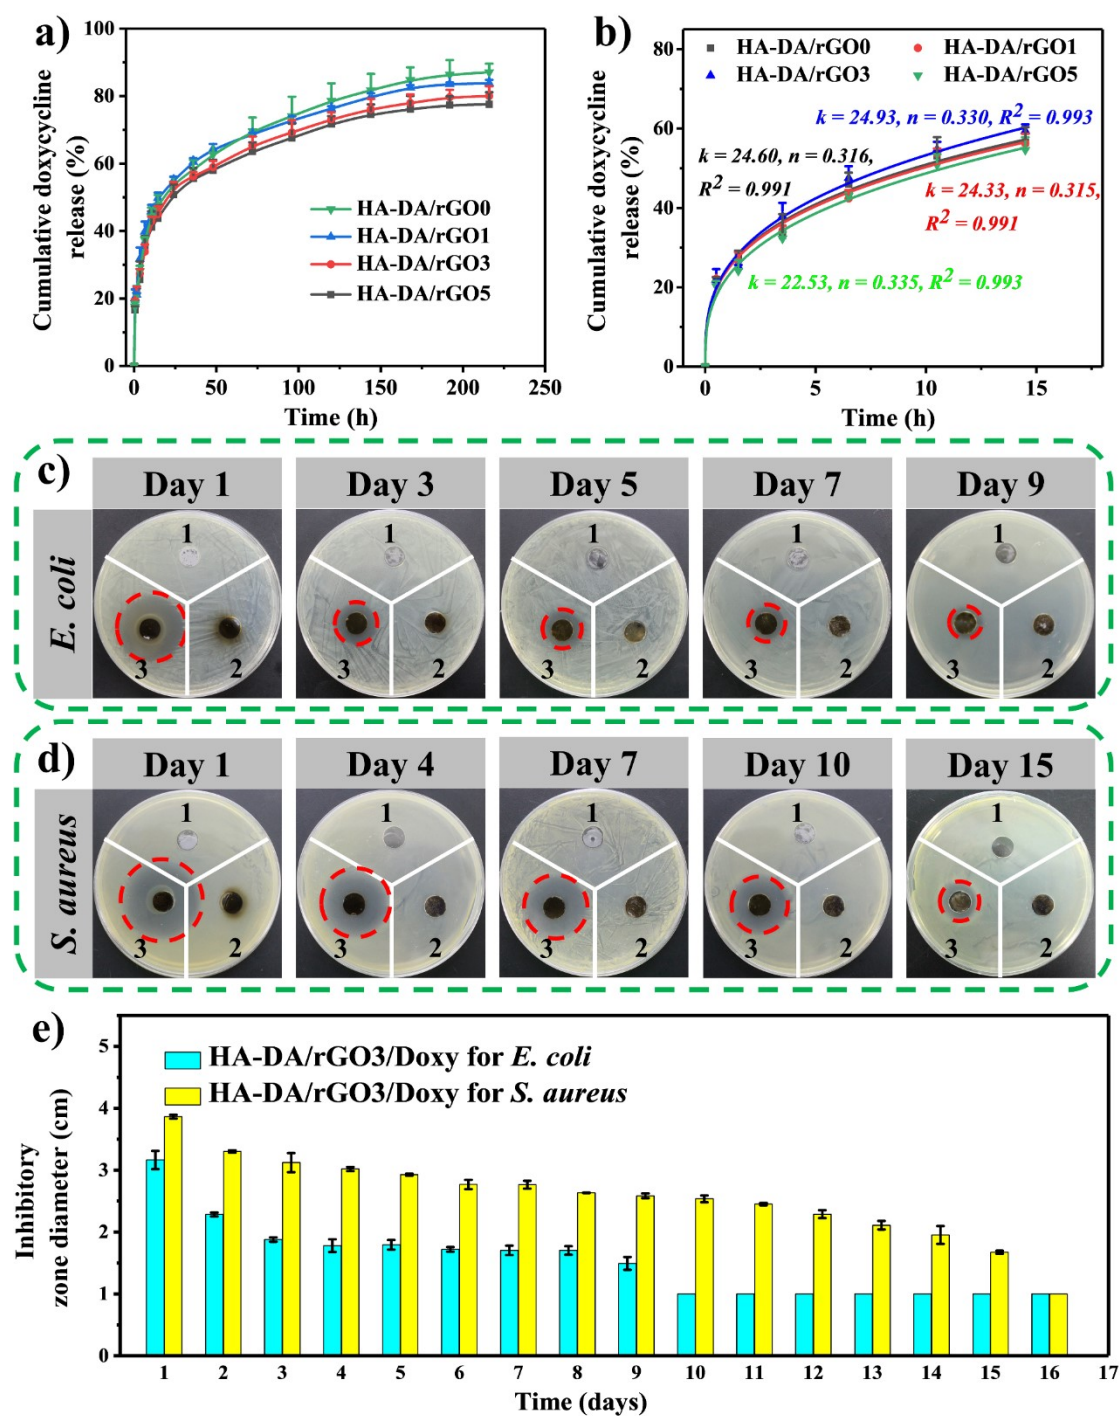 a)
100
80
60
40
20
0
Cumulative doxycycline
release (%)
HA-DA/rGO0
HA-DA/rGO1
HA-DA/rGO3
HA-DA/rGO5
0 50 100 150 200 250
Time (h)
b)
80
60
40
20
0
Cumulative doxycycline
release (%)
HA-DA/rGO0 HA-DA/rGO1
HA-DA/rGO3 HA-DA/rGO5
k = 24.93, n = 0.330, R² = 0.993
k = 24.60, n = 0.316,
R² = 0.991
k = 24.33, n = 0.315,
R² = 0.991
k = 22.53, n = 0.335, R² = 0.993
0 5 10 15
Time (h)
c)
Day 1 Day 3 Day 5 Day 7 Day 9
E. coli
1 1 1 1 1
3 2 3 2 3 2 3 2 3 2
d)
Day 1 Day 4 Day 7 Day 10 Day 15
S. aureus
1 1 1 1 1
3 2 3 2 3 2 3 2 3 2
e)
5
4
3
2
1
0
Inhibitory
zone diameter (cm)
HA-DA/rGO3/Doxy for E. coli
HA-DA/rGO3/Doxy for S. aureus
1 2 3 4 5 6 7 8 9 10 11 12 13 14 15 16 17
Time (days)